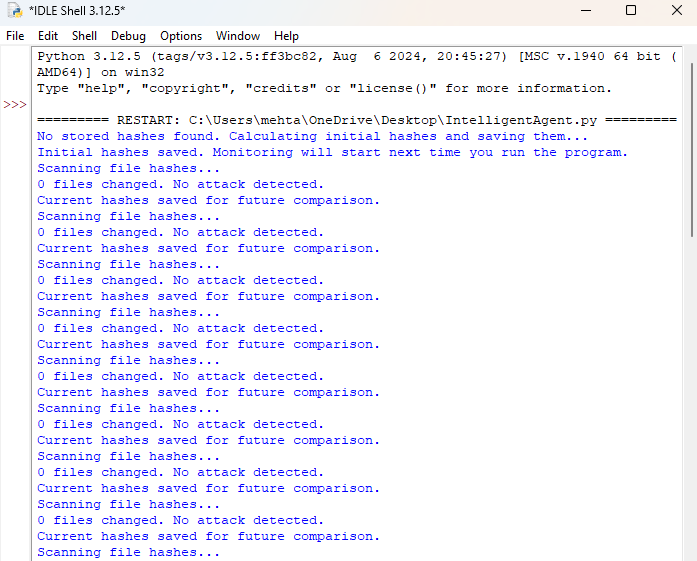 *IDLE Shell 3.12.5*
File Edit Shell Debug Options Window Help
Python 3.12.5 (tags/v3.12.5:ff3bc82, Aug  6 2024, 20:45:27) [MSC v.1940 64 bit (
AMD64)] on win32
Type "help", "copyright", "credits" or "license()" for more information.
>>>
========= RESTART: C:\Users\mehta\OneDrive\Desktop\IntelligentAgent.py =========
No stored hashes found. Calculating initial hashes and saving them...
Initial hashes saved. Monitoring will start next time you run the program.
Scanning file hashes...
0 files changed. No attack detected.
Current hashes saved for future comparison.
Scanning file hashes...
0 files changed. No attack detected.
Current hashes saved for future comparison.
Scanning file hashes...
0 files changed. No attack detected.
Current hashes saved for future comparison.
Scanning file hashes...
0 files changed. No attack detected.
Current hashes saved for future comparison.
Scanning file hashes...
0 files changed. No attack detected.
Current hashes saved for future comparison.
Scanning file hashes...
0 files changed. No attack detected.
Current hashes saved for future comparison.
Scanning file hashes...
0 files changed. No attack detected.
Current hashes saved for future comparison.
Scanning file hashes...
0 files changed. No attack detected.
Current hashes saved for future comparison.
Scanning file hashes...